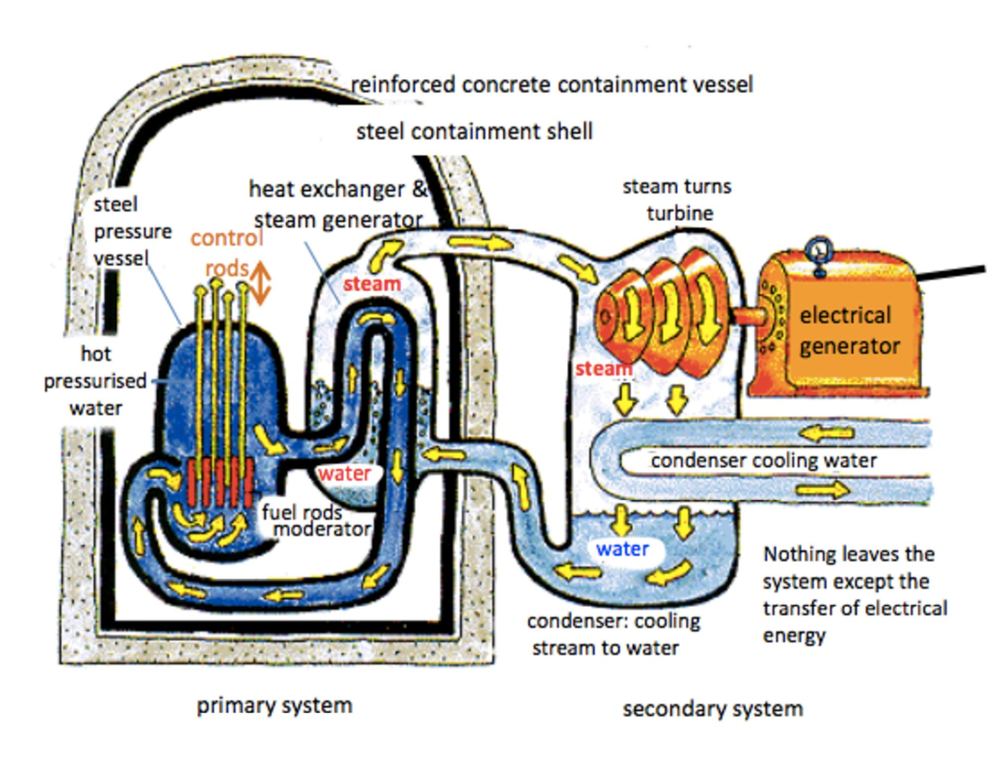 reinforced concrete containment vessel
steel containment shell
heat exchanger &
steam generator
steam turns
turbine
steel
pressure
vessel
control
rods
steam
electrical
generator
hot
pressurised
water
steam
condenser cooling water
water
fuel rods
moderator
water
Nothing leaves the
system except the
transfer of electrical
energy
condenser: cooling
stream to water
primary system
secondary system